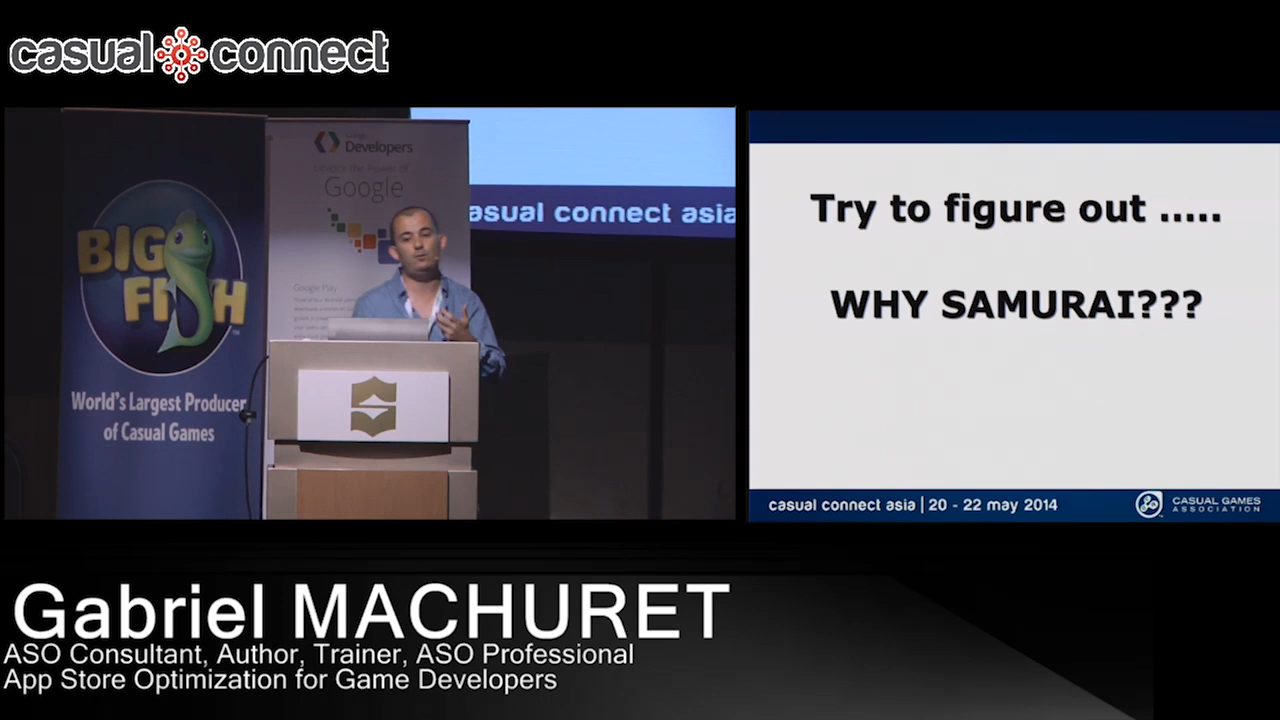 casual connect
Developers
Google
BIG
FISH
World's Largest Producer
of Casual Games
Google Play
asual connect asia
Try to figure out .....
WHY SAMURAI???
casual connect asia | 20 - 22 may 2014
CASUAL GAMES
ASSOCIATION
Gabriel MACHURET
ASO Consultant, Author, Trainer, ASO Professional
App Store Optimization for Game Developers